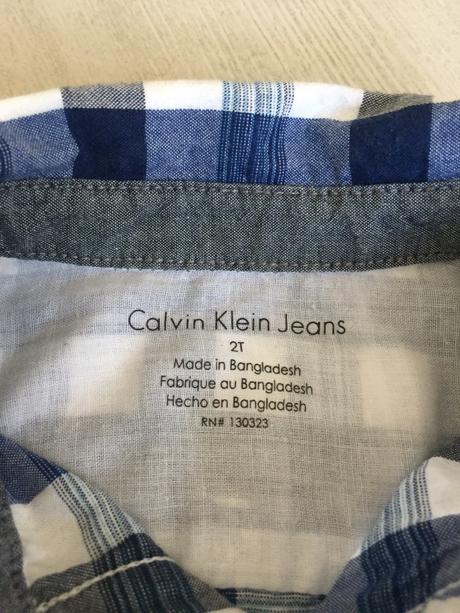 Calvin Klein Jeans
2T
Made in Bangladesh
Fabrique au Bangladesh
Hecho en Bangladesh
RN# 130323